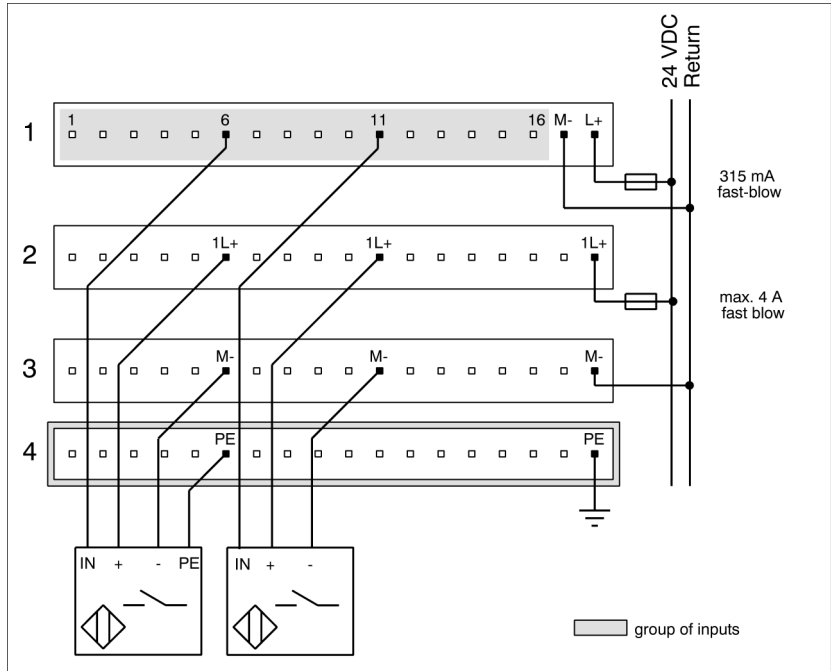 24 VDC
Return
1
1 6 11 16 M- L+
315 mA
fast-blow
2
1L+ 1L+ 1L+
max. 4 A
fast blow
3
M- M- M-
4
PE PE
IN + - PE
IN + -
group of inputs